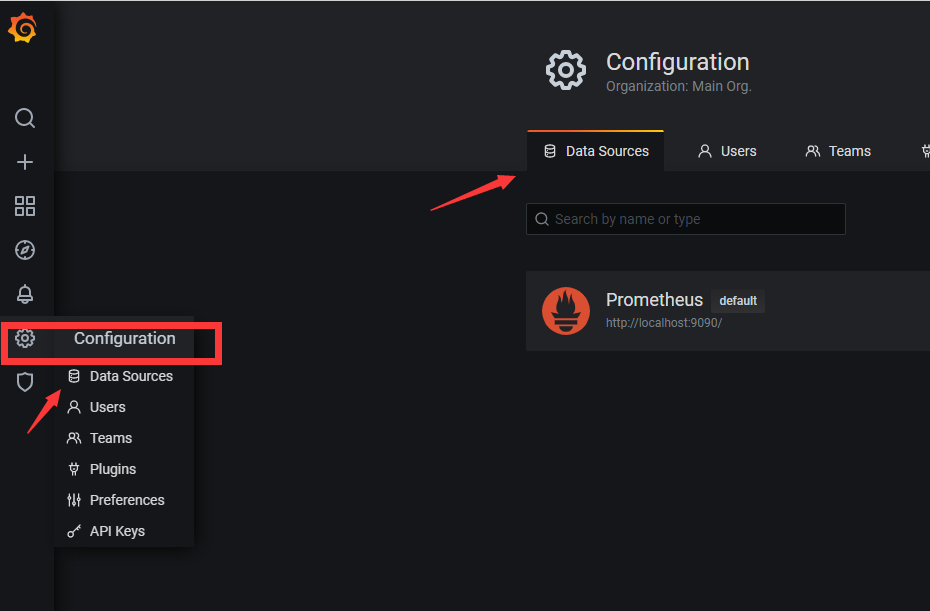 Configuration
Organization: Main Org.
Data Sources
Users
Teams
Search by name or type
Prometheus default
http://localhost:9090/
Configuration
Data Sources
Users
Teams
Plugins
Preferences
API Keys